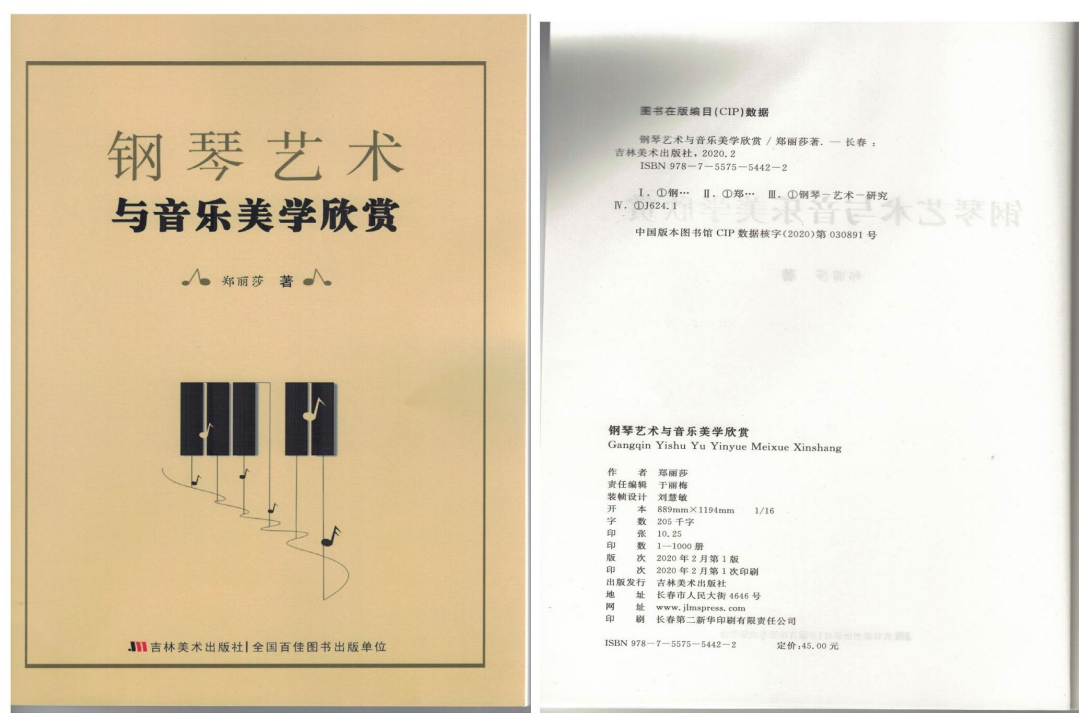 钢琴艺术
与音乐美学欣赏
郑丽莎 著
吉林美术出版社 | 全国百佳图书出版单位
图书在版编目(CIP)数据
钢琴艺术与音乐美学欣赏 / 郑丽莎著. — 长春 :
吉林美术出版社, 2020.2
ISBN 978-7-5575-5442-2
Ⅰ. ①钢… Ⅱ. ①郑… Ⅲ. ①钢琴-艺术-研究
Ⅳ. ①J624.1
中国版本图书馆 CIP 数据核字(2020)第 030891 号
钢琴艺术与音乐美学欣赏
Gangqin Yishu Yu Yinyue Meixue Xinshang
作 者 郑丽莎
责任编辑 于丽梅
装帧设计 刘慧敏
开 本 889mm×1194mm 1/16
字 数 205 千字
印 张 10.25
印 数 1—1000 册
版 次 2020 年 2 月第 1 版
印 次 2020 年 2 月第 1 次印刷
出版发行 吉林美术出版社
地 址 长春市人民大街 4646 号
网 址 www.jlmspress.com
印 刷 长春第二新华印刷有限责任公司
ISBN 978-7-5575-5442-2 定价:45.00 元